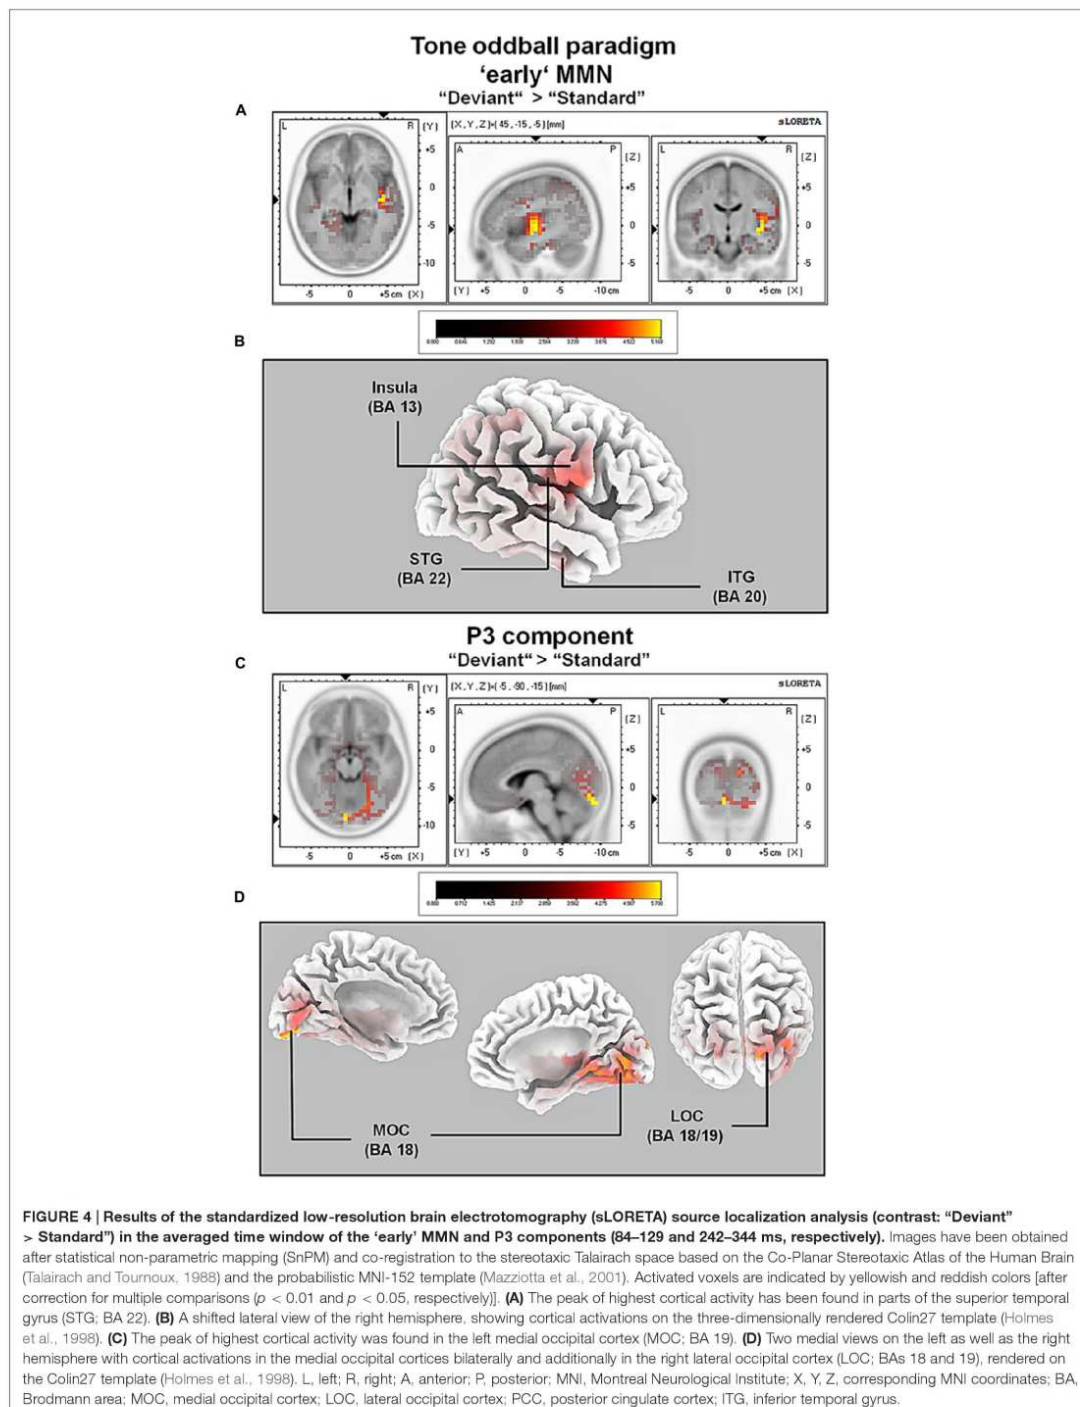 Tone oddball paradigm
‘early‘ MMN
“Deviant“ > “Standard”
A
L R [Y] [X,Y,Z]=[45,-15,-5][mm] sLORETA
A P [Z] L R [Z]
+5 0 -5 -10
+5 0 -5
+5 0 -5
-5 0 +5 cm [X] [Y] +5 0 -5 -10 cm -5 0 +5 cm [X]
B
Insula
(BA 13)
STG
(BA 22)
ITG
(BA 20)
P3 component
“Deviant“ > “Standard”
C
L R [Y] [X,Y,Z]=[-5,-90,-15][mm] sLORETA
A P [Z] L R [Z]
+5 0 -5 -10
+5 0 -5
+5 0 -5
-5 0 +5 cm [X] [Y] +5 0 -5 -10 cm -5 0 +5 cm [X]
D
MOC
(BA 18)
LOC
(BA 18/19)
FIGURE 4 | Results of the standardized low-resolution brain electrotomography (sLORETA) source localization analysis (contrast: “Deviant”
> Standard”) in the averaged time window of the ‘early’ MMN and P3 components (84–129 and 242–344 ms, respectively). Images have been obtained
after statistical non-parametric mapping (SnPM) and co-registration to the stereotaxic Talairach space based on the Co-Planar Stereotaxic Atlas of the Human Brain
(Talairach and Tournoux, 1988) and the probabilistic MNI-152 template (Mazziotta et al., 2001). Activated voxels are indicated by yellowish and reddish colors [after
correction for multiple comparisons (p < 0.01 and p < 0.05, respectively)]. (A) The peak of highest cortical activity has been found in parts of the superior temporal
gyrus (STG; BA 22). (B) A shifted lateral view of the right hemisphere, showing cortical activations on the three-dimensionally rendered Colin27 template (Holmes
et al., 1998). (C) The peak of highest cortical activity was found in the left medial occipital cortex (MOC; BA 19). (D) Two medial views on the left as well as the right
hemisphere with cortical activations in the medial occipital cortices bilaterally and additionally in the right lateral occipital cortex (LOC; BAs 18 and 19), rendered on
the Colin27 template (Holmes et al., 1998). L, left; R, right; A, anterior; P, posterior; MNI, Montreal Neurological Institute; X, Y, Z, corresponding MNI coordinates; BA,
Brodmann area; MOC, medial occipital cortex; LOC, lateral occipital cortex; PCC, posterior cingulate cortex; ITG, inferior temporal gyrus.